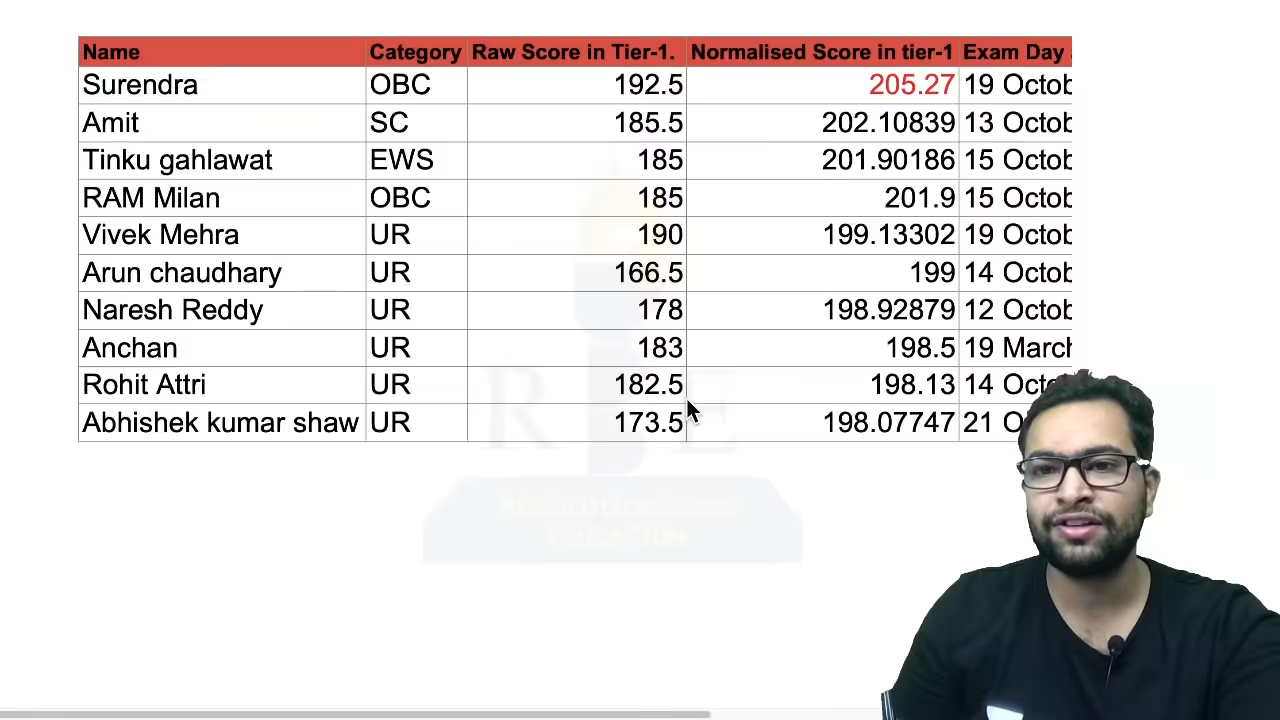 Name Category Raw Score in Tier-1. Normalised Score in tier-1 Exam Day
Surendra OBC 192.5 205.27 19 Octob
Amit SC 185.5 202.10839 13 Octob
Tinku gahlawat EWS 185 201.90186 15 Octob
RAM Milan OBC 185 201.9 15 Octob
Vivek Mehra UR 190 199.13302 19 Octob
Arun chaudhary UR 166.5 199 14 Octob
Naresh Reddy UR 178 198.92879 12 Octob
Anchan UR 183 198.5 19 March
Rohit Attri UR 182.5 198.13 14 Octo
Abhishek kumar shaw UR 173.5 198.07747 21 O
R E